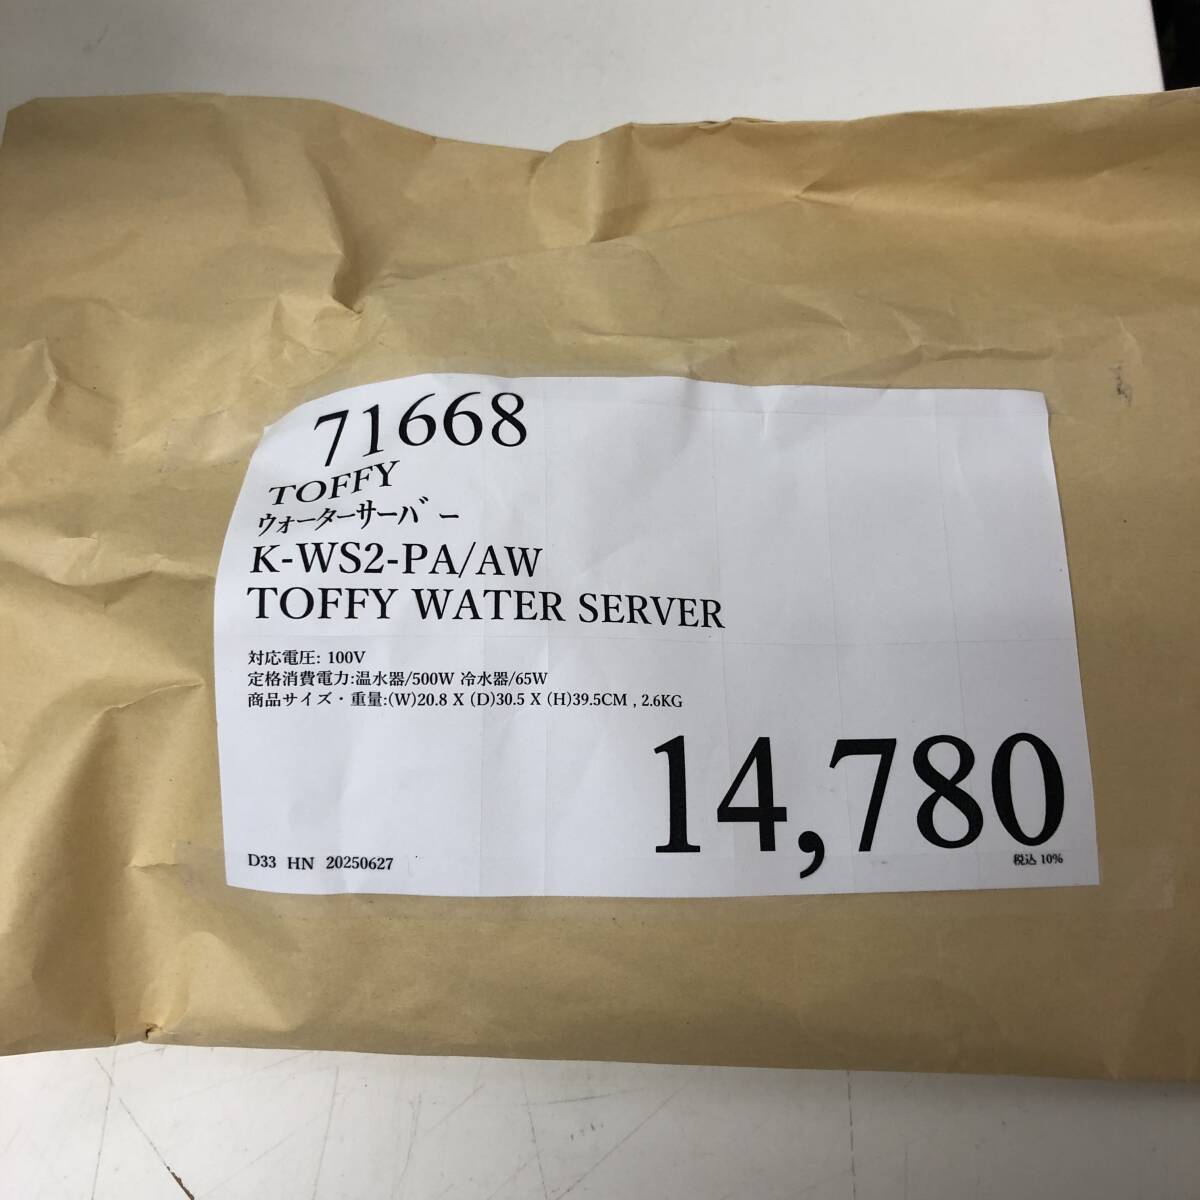 71668
TOFFY
ウォーターサーバー
K-WS2-PA/AW
TOFFY WATER SERVER
対応電圧: 100V
定格消費電力:温水器/500W 冷水器/65W
商品サイズ・重量:(W)20.8 X (D)30.5 X (H)39.5CM , 2.6KG
14,780
税込 10%
D33 HN 20250627